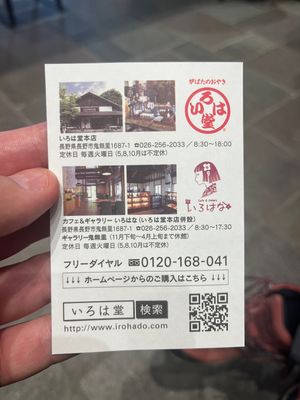 炉ばたのおやき
いろは堂
いろは堂本店
長野県長野市鬼無里1687-1 ☎026-256-2033／8:30〜18:00
定休日 毎週火曜日(5,8,10月は不定休)
Cafe & Gallery
いろはな
カフェ&ギャラリー いろはな(いろは堂本店併設)
長野県長野市鬼無里1687-1 ☎026-256-2033／8:30〜17:30
ギャラリー鬼無里 (11月下旬〜4月上旬まで休館)
定休日 毎週火曜日(5,8,10月は不定休)
フリーダイヤル 0120-168-041
↓↓↓ ホームページからのご購入はこちら ↓↓↓
いろは堂 検索
http://www.irohado.com